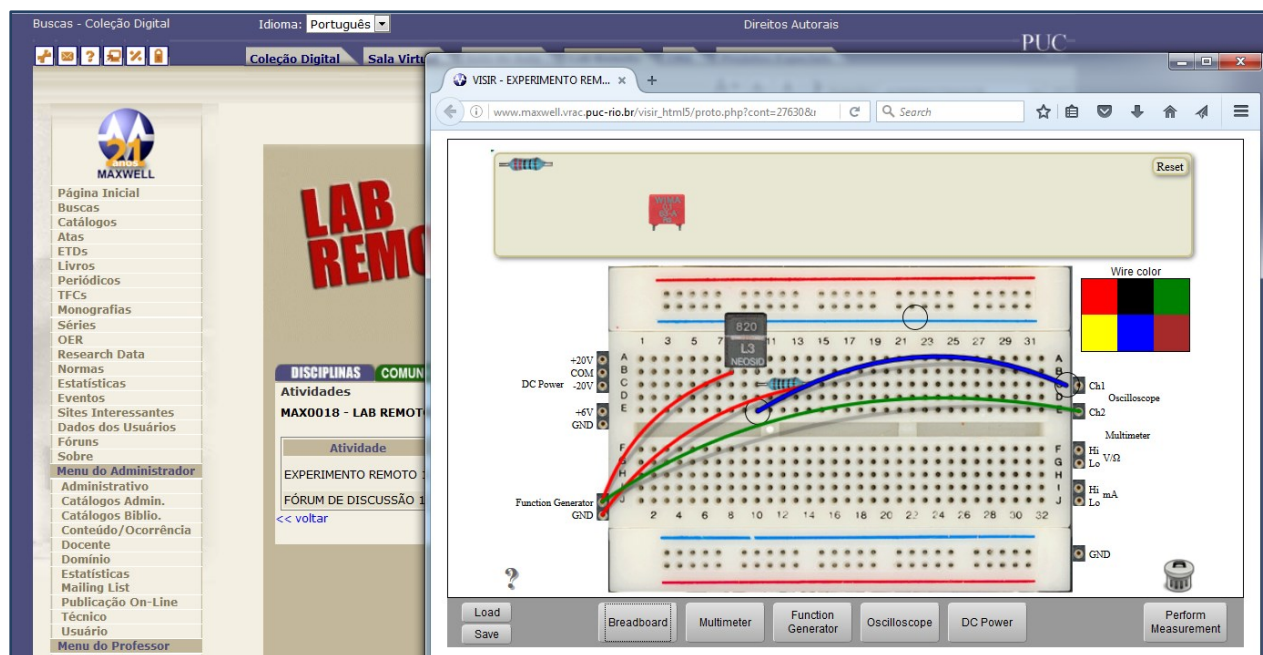 Buscas - Coleção Digital
Idioma: Português
Direitos Autorais
PUC-
Coleção Digital
Sala Virtu
21
anos
MAXWELL
Página Inicial
Buscas
Catálogos
Atas
ETDs
Livros
Periódicos
TFCs
Monografias
Séries
OER
Research Data
Normas
Estatísticas
Eventos
Sites Interessantes
Dados dos Usuários
Fóruns
Sobre
Menu do Administrador
Administrativo
Catálogos Admin.
Catálogos Biblio.
Conteúdo/Ocorrência
Docente
Domínio
Estatísticas
Mailing List
Publicação On-Line
Técnico
Usuário
Menu do Professor
LAB
REMO
DISCIPLINAS
COMUN
Atividades
MAX0018 - LAB REMOT
Atividade
EXPERIMENTO REMOTO 1
FÓRUM DE DISCUSSÃO 1
<< voltar
VISIR - EXPERIMENTO REM...
www.maxwell.vrac.puc-rio.br/visir_html5/proto.php?cont=27630&u
Search
Reset
WIMA
Wire color
820
L3
NEOSID
1 3 5 7 11 13 15 17 19 21 23 25 27 29 31
A A
B B
C
D D
E E
F F
G G
H H
I
J J
2 4 6 8 10 12 14 16 18 20 22 24 26 28 30 32
+20V
COM
DC Power -20V
+6V
GND
Function Generator
GND
Ch1
Oscilloscope
Ch2
Multimeter
Hi
Lo V/Ω
Hi
Lo mA
GND
?
Load
Save
Breadboard
Multimeter
Function
Generator
Oscilloscope
DC Power
Perform
Measurement